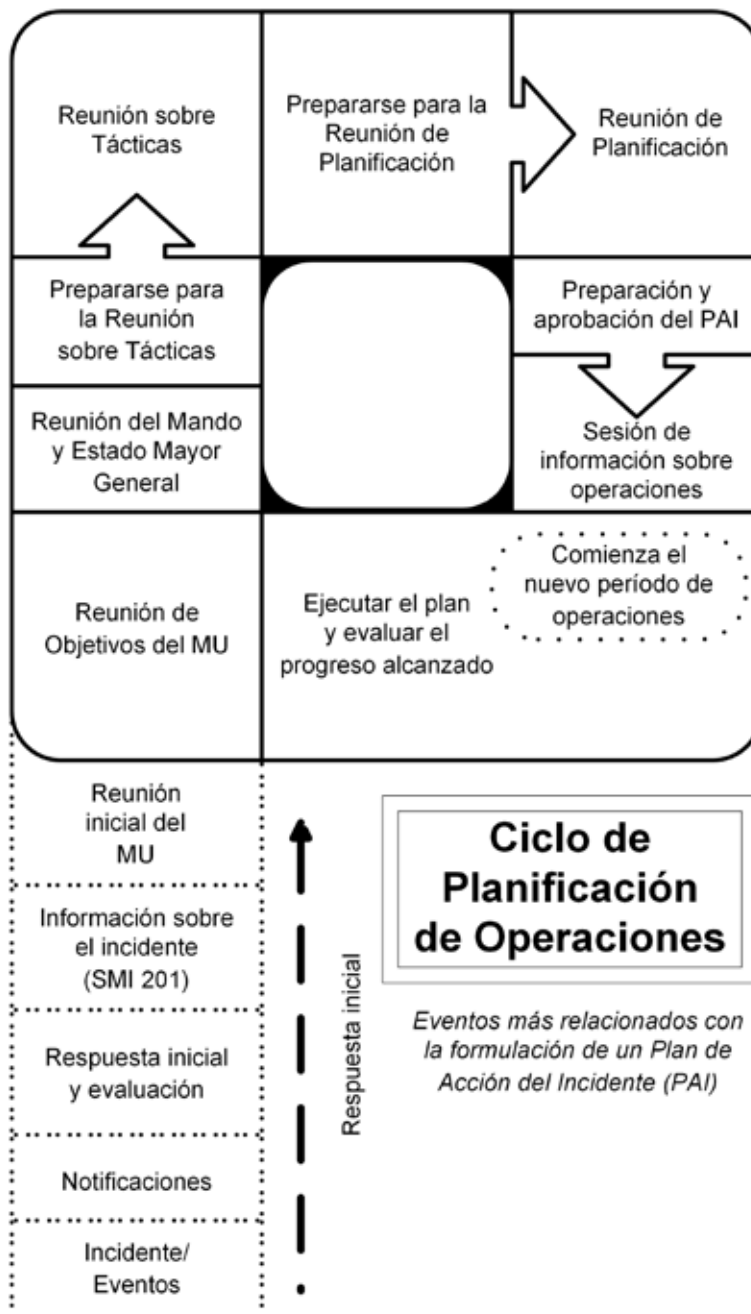 Reunión sobre
Tácticas
Prepararse para la
Reunión de
Planificación
Reunión de
Planificación
Prepararse para
la Reunión
sobre Tácticas
Preparación y
aprobación del PAI
Reunión del Mando
y Estado Mayor
General
Sesión de
información sobre
operaciones
Reunión de
Objetivos del MU
Ejecutar el plan
y evaluar el
progreso alcanzado
Comienza el
nuevo período de
operaciones
Reunión
inicial del
MU
Información sobre
el incidente
(SMI 201)
Respuesta inicial
y evaluación
Notificaciones
Incidente/
Eventos
Respuesta inicial
Ciclo de
Planificación
de Operaciones
Eventos más relacionados con
la formulación de un Plan de
Acción del Incidente (PAI)